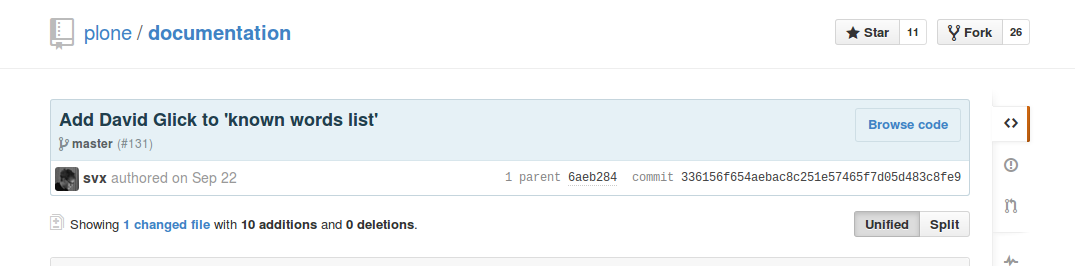 plone / documentation
Star 11 Fork 26
Add David Glick to 'known words list'
Browse code
master (#131)
svx authored on Sep 22
1 parent 6aeb284 commit 336156f654aebac8c251e57465f7d05d483c8fe9
Showing 1 changed file with 10 additions and 0 deletions.
Unified Split